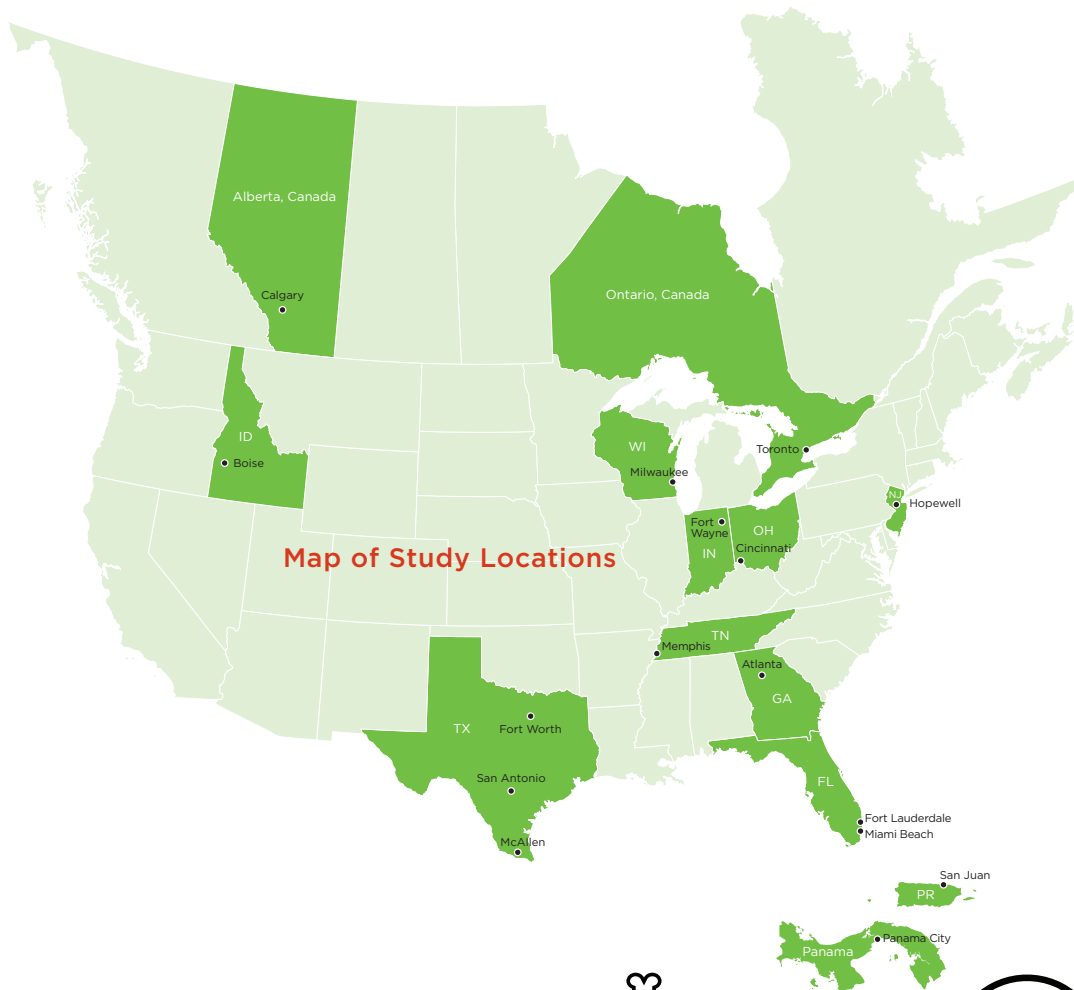 Alberta, Canada
Calgary
Ontario, Canada
ID
Boise
WI
Milwaukee
Toronto
NJ
Hopewell
Fort
Wayne
IN
OH
Cincinnati
Map of Study Locations
TN
Memphis
Atlanta
GA
TX
Fort Worth
San Antonio
McAllen
FL
Fort Lauderdale
Miami Beach
San Juan
PR
Panama
Panama City
3